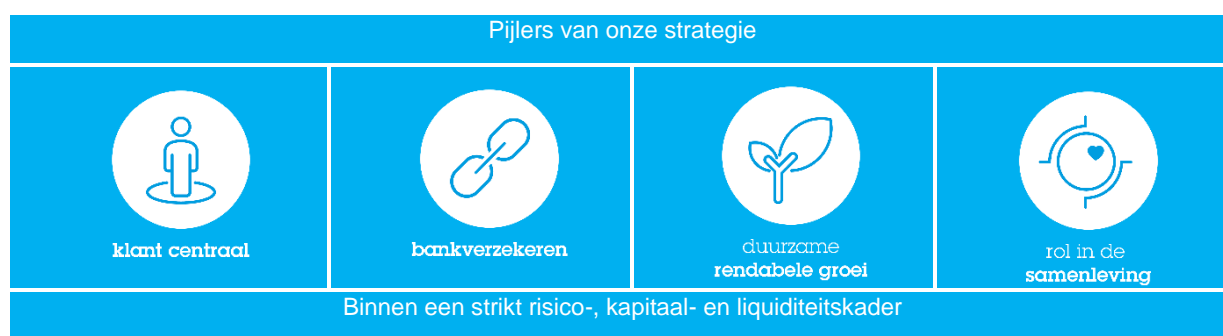 Pijlers van onze strategie
klant centraal
bankverzekeren
duurzame
rendabele groei
rol in de
samenleving
Binnen een strikt risico-, kapitaal- en liquiditeitskader